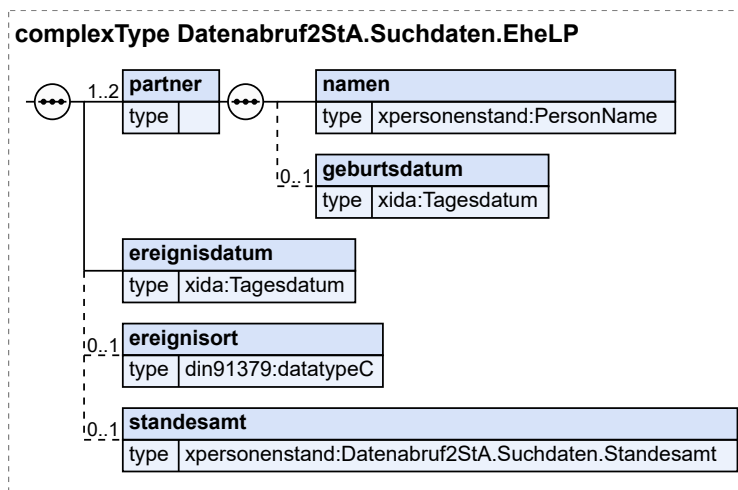 complexType Datenabruf2StA.Suchdaten.EheLP
1..2 partner
type
namen
type xpersonenstand:PersonName
0..1 geburtsdatum
type xida:Tagesdatum
ereignisdatum
type xida:Tagesdatum
0..1 ereignisort
type din91379:datatypeC
0..1 standesamt
type xpersonenstand:Datenabruf2StA.Suchdaten.Standesamt